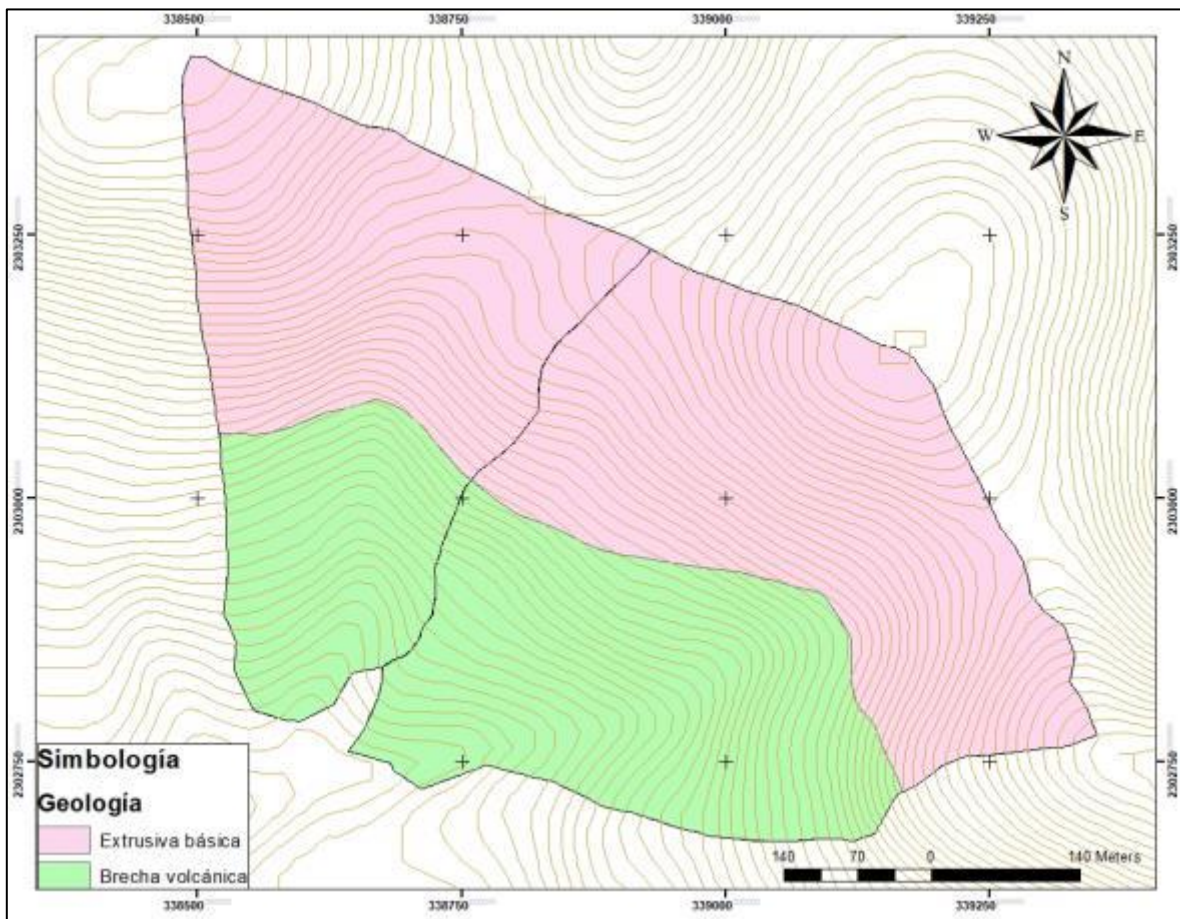 338500 338750 339000 339250
N
W E
S
2303250 2303250
2303000 2303000
2302750 2302750
Simbología
Geología
Extrusiva básica
Brecha volcánica
140 70 0 140 Meters
338500 338750 339000 339250